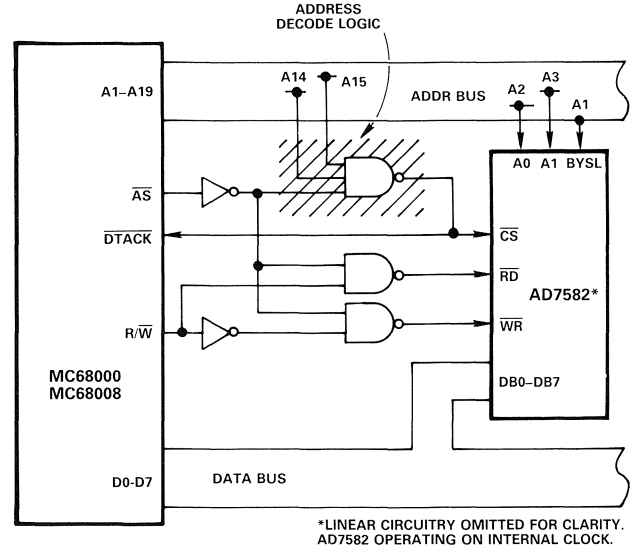 ADDRESS
DECODE LOGIC
A1–A19
A14
A15
ADDR BUS
A2
A3
A1
A0 A1 BYSL
AS
DTACK
CS
RD
AD7582*
R/W
WR
MC68000
MC68008
DB0–DB7
D0-D7
DATA BUS
*LINEAR CIRCUITRY OMITTED FOR CLARITY.
AD7582 OPERATING ON INTERNAL CLOCK.